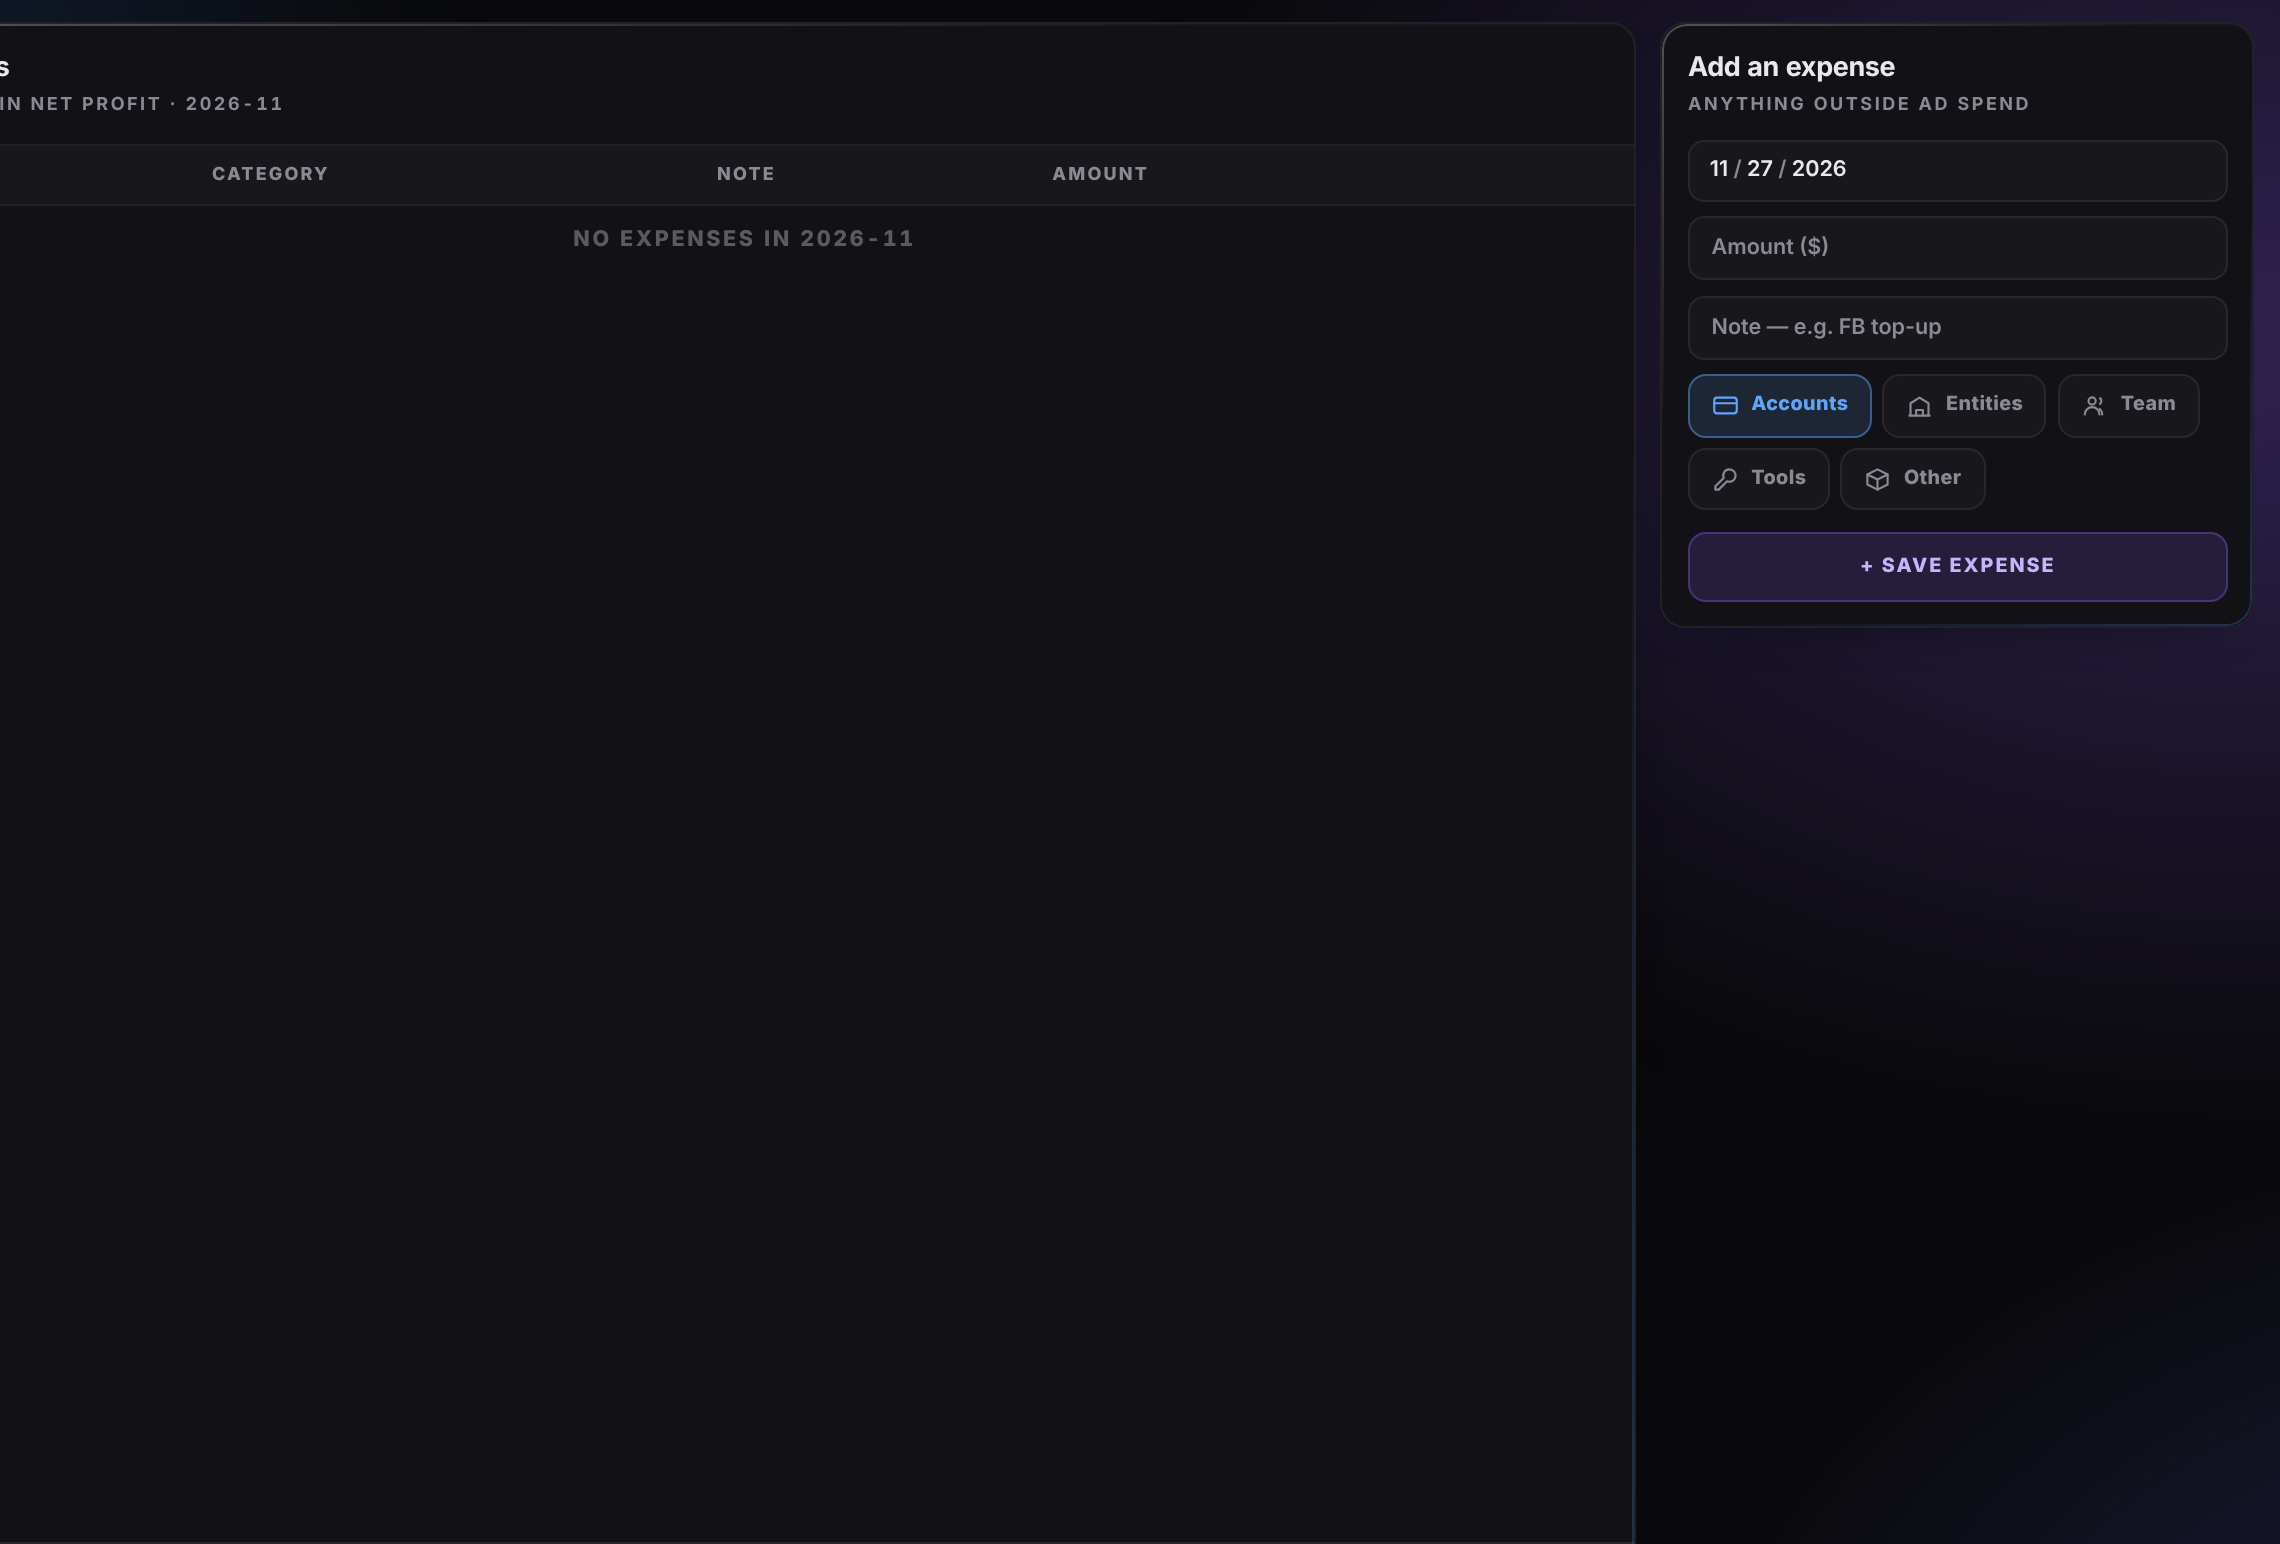 s
IN NET PROFIT · 2026-11
CATEGORY NOTE AMOUNT
NO EXPENSES IN 2026-11
Add an expense
ANYTHING OUTSIDE AD SPEND
11 / 27 / 2026
Amount ($)
Note — e.g. FB top-up
Accounts Entities Team
Tools Other
+ SAVE EXPENSE